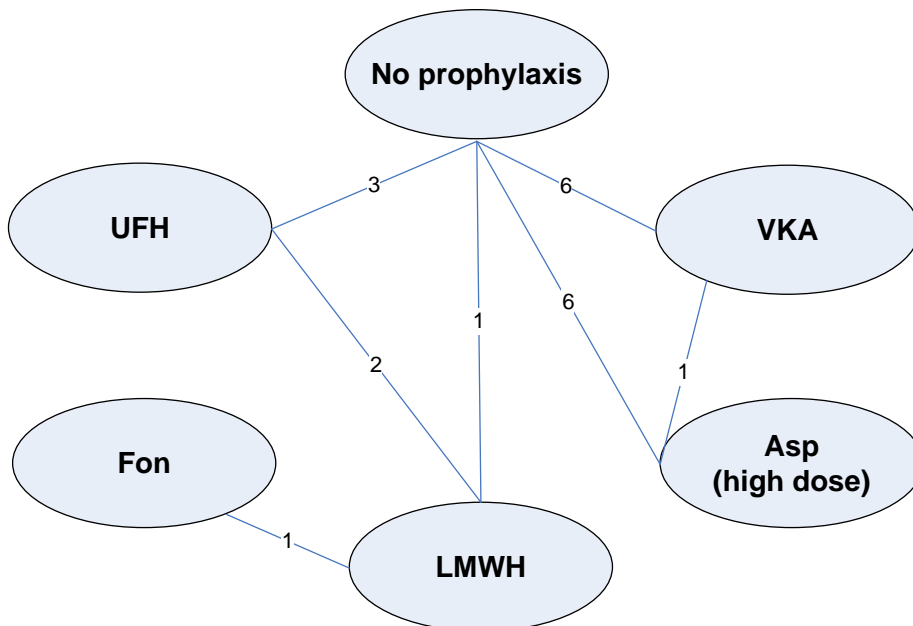 No prophylaxis
3
6
UFH
VKA
6
1
2
1
Fon
Asp
(high dose)
1
LMWH